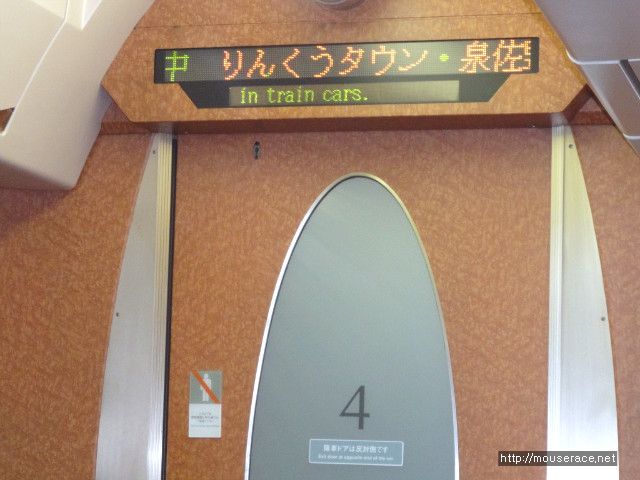 中 りんくうタウン・泉佐
in train cars.
4
降車ドアは反対側です
Exit door at opposite end of the car
http://mouserace.net